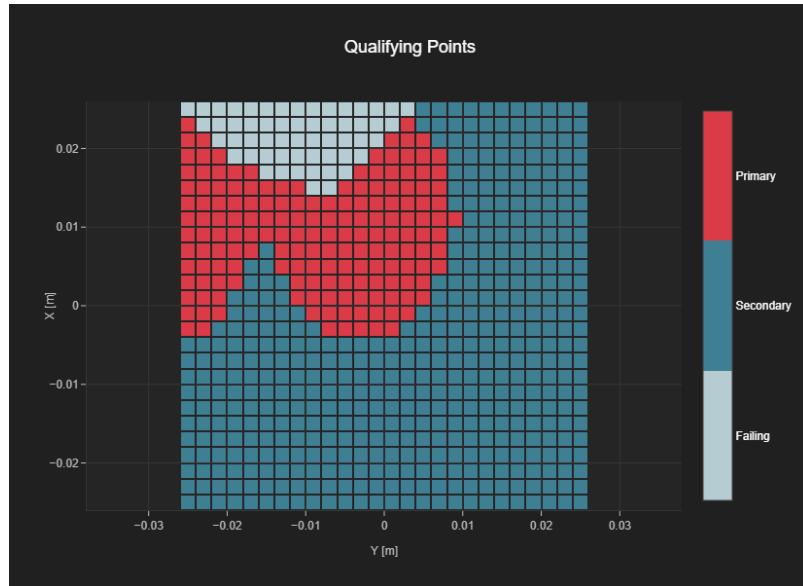 Qualifying Points
0.02
0.01
0
−0.01
−0.02
X [m]
−0.03
−0.02
−0.01
0
0.01
0.02
0.03
Y [m]
Primary
Secondary
Failing